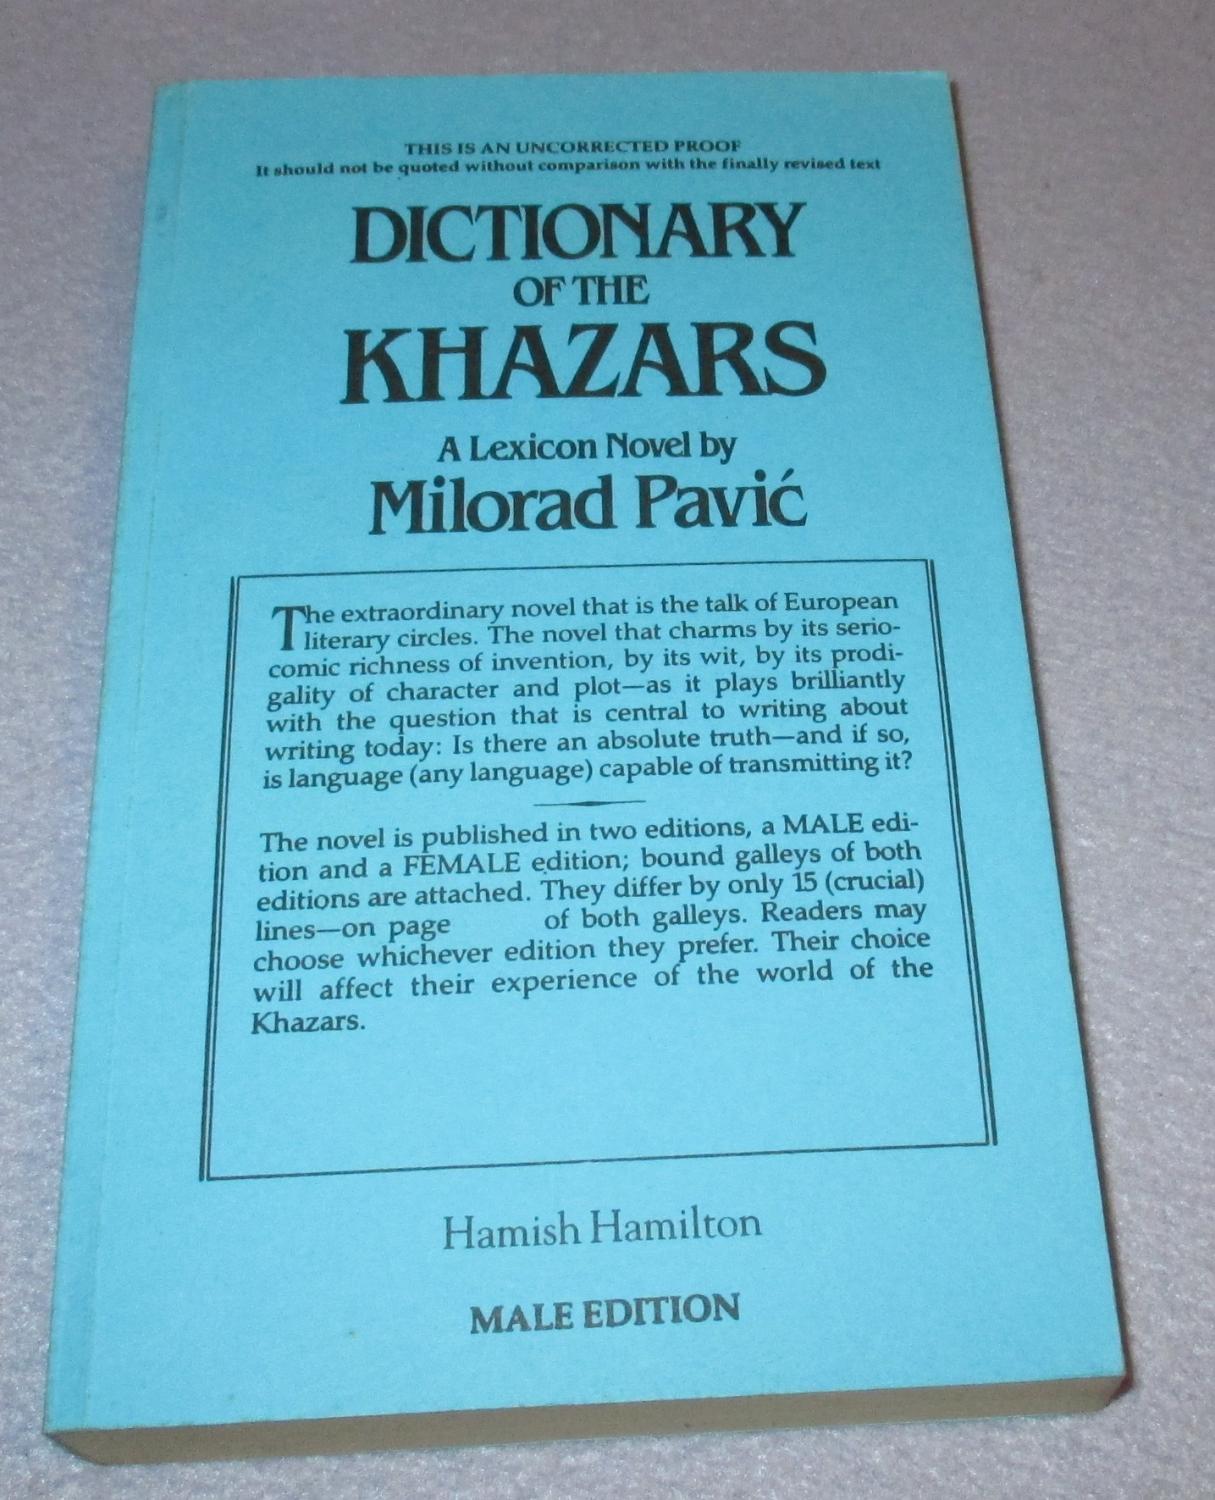 THIS IS AN UNCORRECTED PROOF
It should not be quoted without comparison with the finally revised text
DICTIONARY
OF THE
KHAZARS
A Lexicon Novel by
Milorad Pavić
The extraordinary novel that is the talk of European
literary circles. The novel that charms by its serio-
comic richness of invention, by its wit, by its prodi-
gality of character and plot—as it plays brilliantly
with the question that is central to writing about
writing today: Is there an absolute truth—and if so,
is language (any language) capable of transmitting it?
The novel is published in two editions, a MALE edi-
tion and a FEMALE edition; bound galleys of both
editions are attached. They differ by only 15 (crucial)
lines—on page of both galleys. Readers may
choose whichever edition they prefer. Their choice
will affect their experience of the world of the
Khazars.
Hamish Hamilton
MALE EDITION